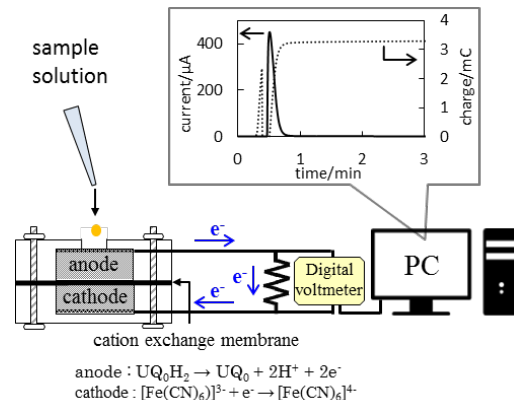 sample
solution
400
200
0
current/µA
4
3
2
1
0
charge/mC
0 1 2 3
time/min
e⁻
anode
cathode
e⁻
e⁻
Digital
voltmeter
PC
cation exchange membrane
anode : UQ₀H₂ → UQ₀ + 2H⁺ + 2e⁻
cathode : [Fe(CN)₆)]³⁻ + e⁻ → [Fe(CN)₆]⁴⁻